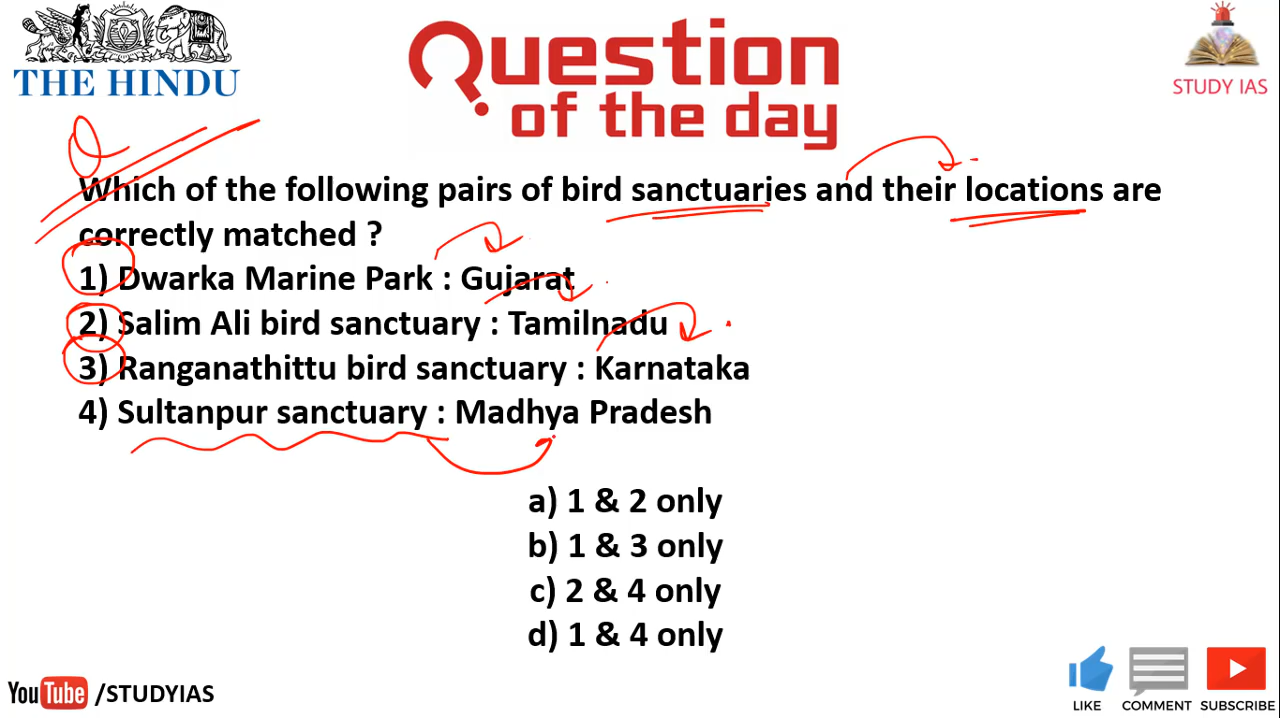 THE HINDU
Question
of the day
STUDY IAS
Q
Which of the following pairs of bird sanctuaries and their locations are
correctly matched ?
1) Dwarka Marine Park : Gujarat
2) Salim Ali bird sanctuary : Tamilnadu
3) Ranganathittu bird sanctuary : Karnataka
4) Sultanpur sanctuary : Madhya Pradesh
a) 1 & 2 only
b) 1 & 3 only
c) 2 & 4 only
d) 1 & 4 only
YouTube /STUDYIAS
LIKE COMMENT SUBSCRIBE